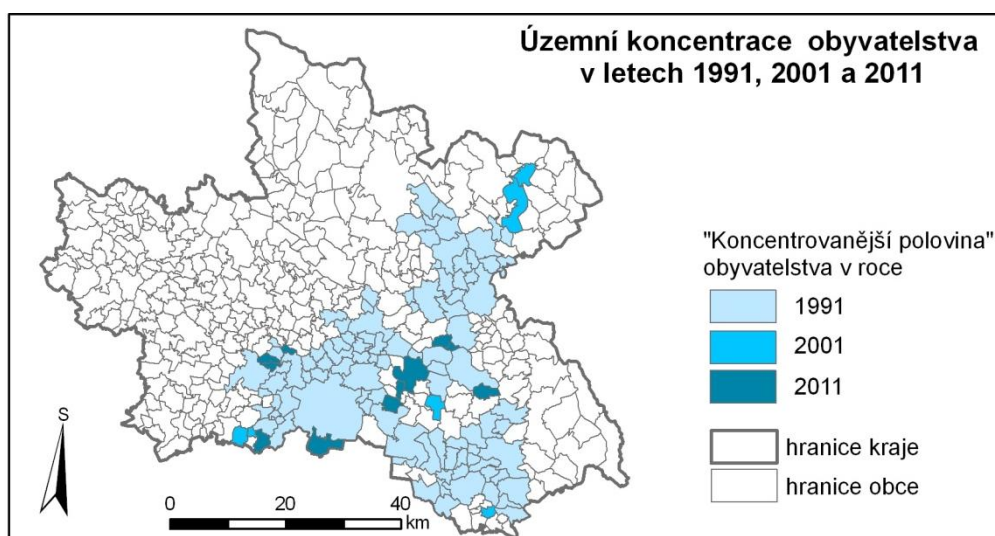 Územní koncentrace obyvatelstva
v letech 1991, 2001 a 2011
"Koncentrovanější polovina"
obyvatelstva v roce
1991
2001
2011
hranice kraje
hranice obce
S
0 20 40
km